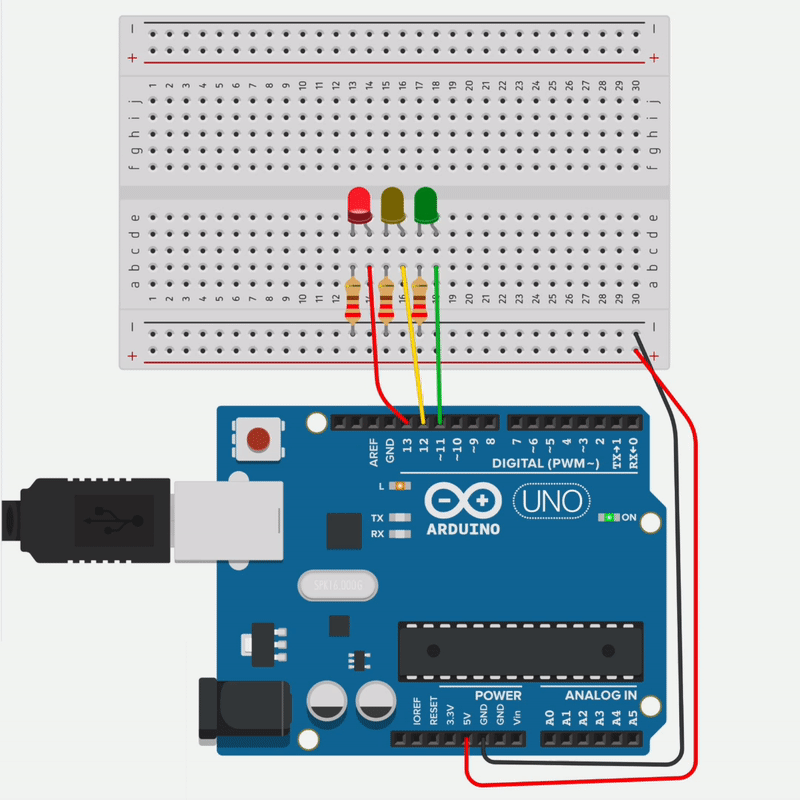 − −
+ +
1 2 3 4 5 6 7 8 9 10 11 12 13 14 15 16 17 18 19 20 21 22 23 24 25 26 27 28 29 30
j j
i i
h h
g g
f f
e e
d d
c c
b b
a a
1 2 3 4 5 6 7 8 9 10 11 12 14 16 18 19 20 21 22 23 24 25 26 27 28 29 30
− −
+ +
AREF GND 13 12 ~11 ~10 ~9 8 7 ~6 ~5 4 ~3 2 TX→1 RX←0
DIGITAL (PWM~)
L
UNO
TX
ON
RX
ARDUINO
POWER
ANALOG IN
IOREF RESET 3.3V 5V GND GND Vin A0 A1 A2 A3 A4 A5